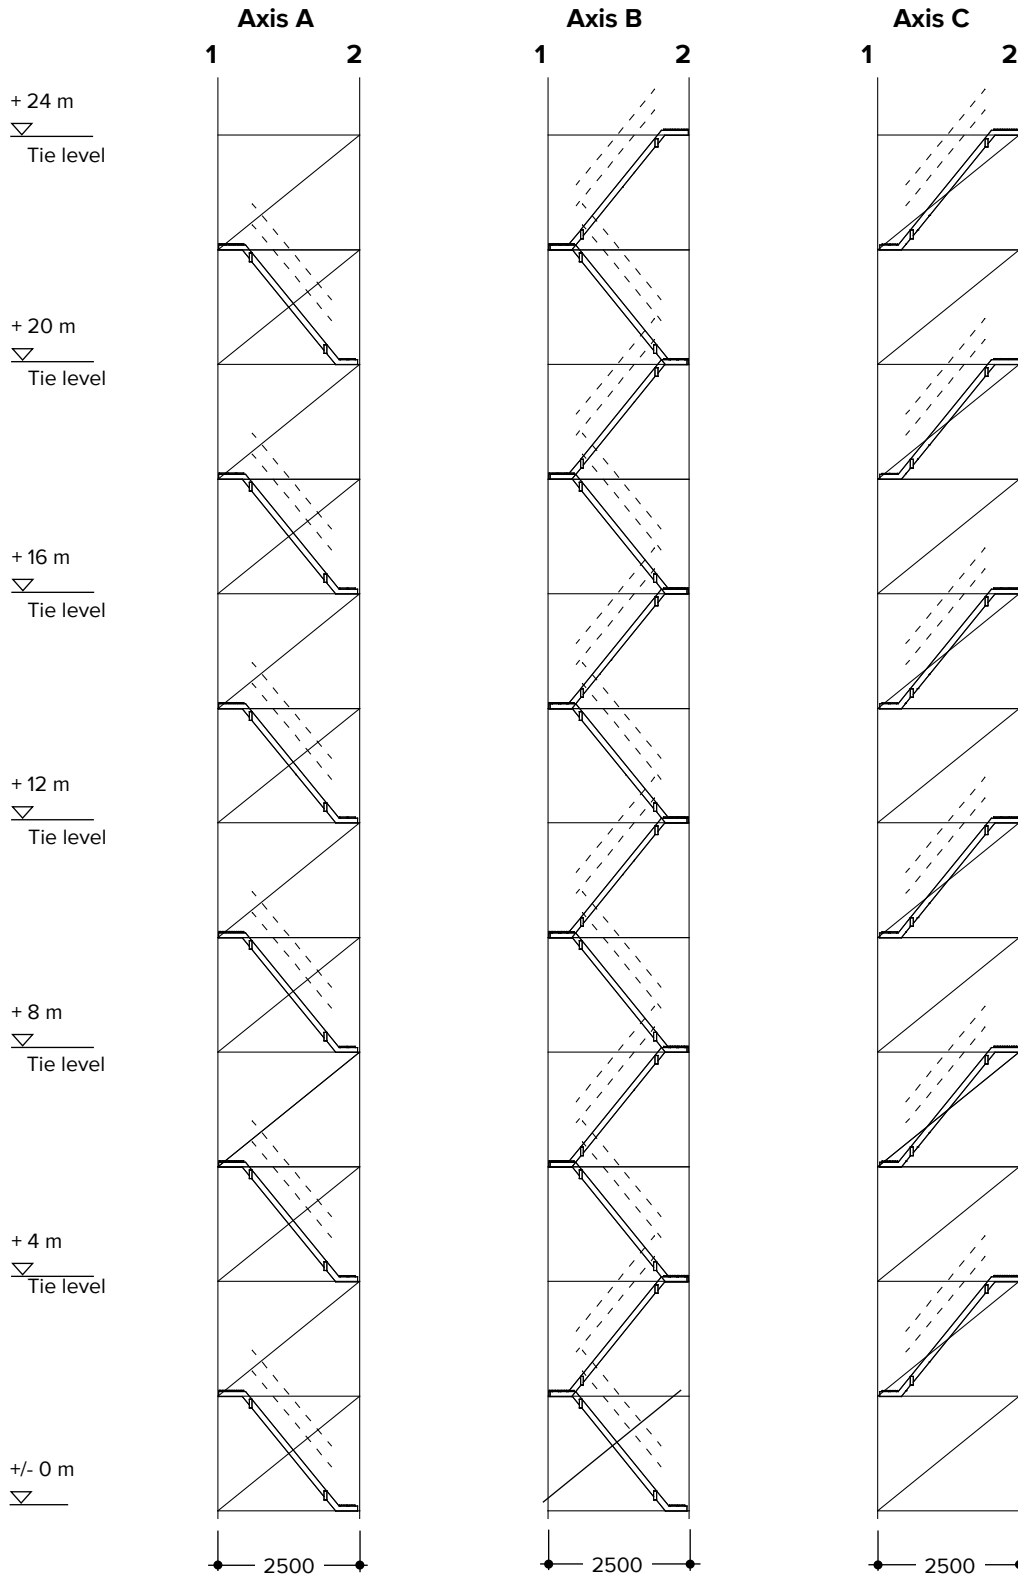 Axis A Axis B Axis C
1 2 1 2 1 2
+ 24 m
Tie level
+ 20 m
Tie level
+ 16 m
Tie level
+ 12 m
Tie level
+ 8 m
Tie level
+ 4 m
Tie level
+/- 0 m
2500 2500 2500